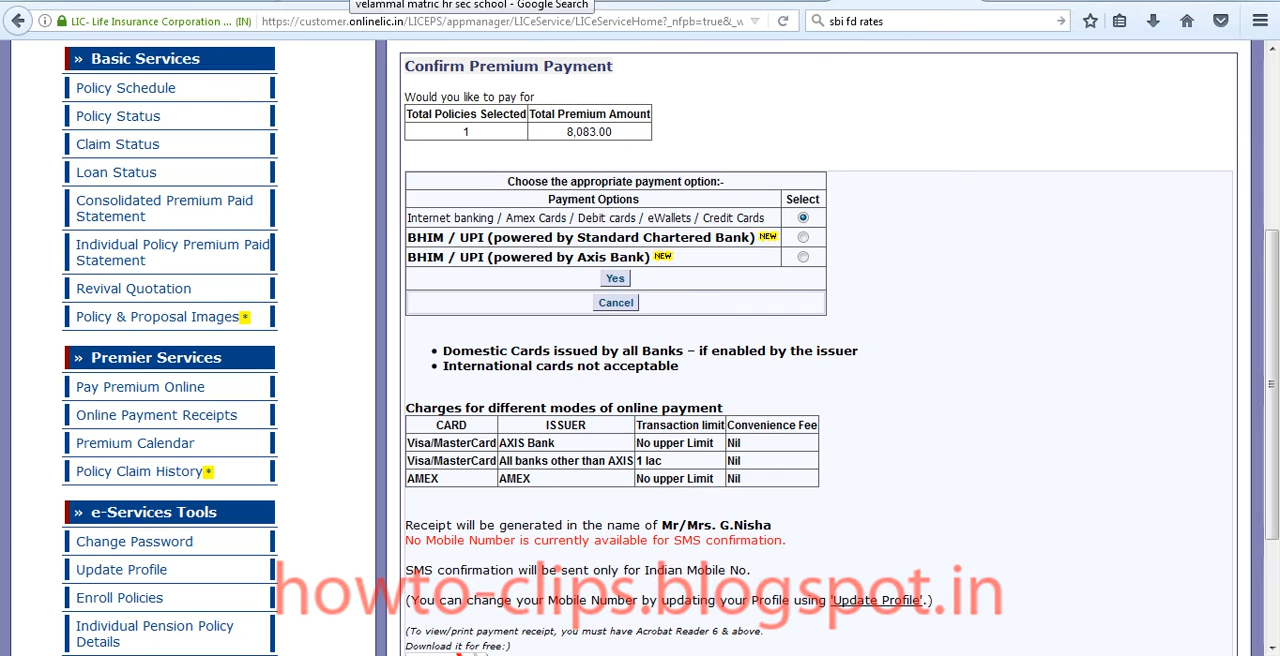 velammal matric hr sec school - Google Search
LIC- Life Insurance Corporation ... (IN)
https://customer.onlinelic.in/LICEPS/appmanager/LICeService/LICeServiceHome?_nfpb=true&_w
sbi fd rates
» Basic Services
Policy Schedule
Policy Status
Claim Status
Loan Status
Consolidated Premium Paid
Statement
Individual Policy Premium Paid
Statement
Revival Quotation
Policy & Proposal Images*
» Premier Services
Pay Premium Online
Online Payment Receipts
Premium Calendar
Policy Claim History*
» e-Services Tools
Change Password
Update Profile
Enroll Policies
Individual Pension Policy
Details
Confirm Premium Payment
Would you like to pay for
Total Policies Selected Total Premium Amount
1 8,083.00
Choose the appropriate payment option:-
Payment Options Select
Internet banking / Amex Cards / Debit cards / eWallets / Credit Cards
BHIM / UPI (powered by Standard Chartered Bank) NEW
BHIM / UPI (powered by Axis Bank) NEW
Yes
Cancel
• Domestic Cards issued by all Banks – if enabled by the issuer
• International cards not acceptable
Charges for different modes of online payment
CARD ISSUER Transaction limit Convenience Fee
Visa/MasterCard AXIS Bank No upper Limit Nil
Visa/MasterCard All banks other than AXIS 1 lac Nil
AMEX AMEX No upper Limit Nil
Receipt will be generated in the name of Mr/Mrs. G.Nisha
No Mobile Number is currently available for SMS confirmation.
SMS confirmation will be sent only for Indian Mobile No.
(You can change your Mobile Number by updating your Profile using 'Update Profile'.)
(To view/print payment receipt, you must have Acrobat Reader 6 & above.
Download it for free:)
howto-clips.blogspot.in